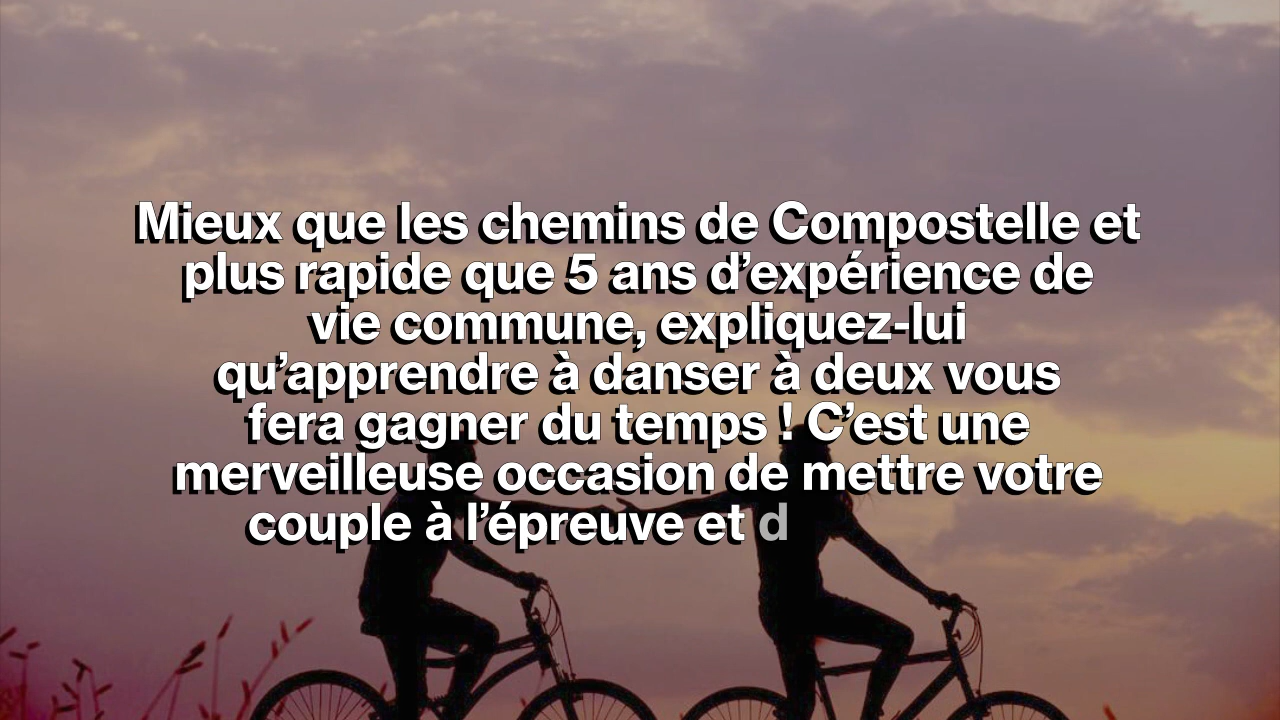 Mieux que les chemins de Compostelle et
plus rapide que 5 ans d’expérience de
vie commune, expliquez-lui
qu’apprendre à danser à deux vous
fera gagner du temps ! C’est une
merveilleuse occasion de mettre votre
couple à l’épreuve et d